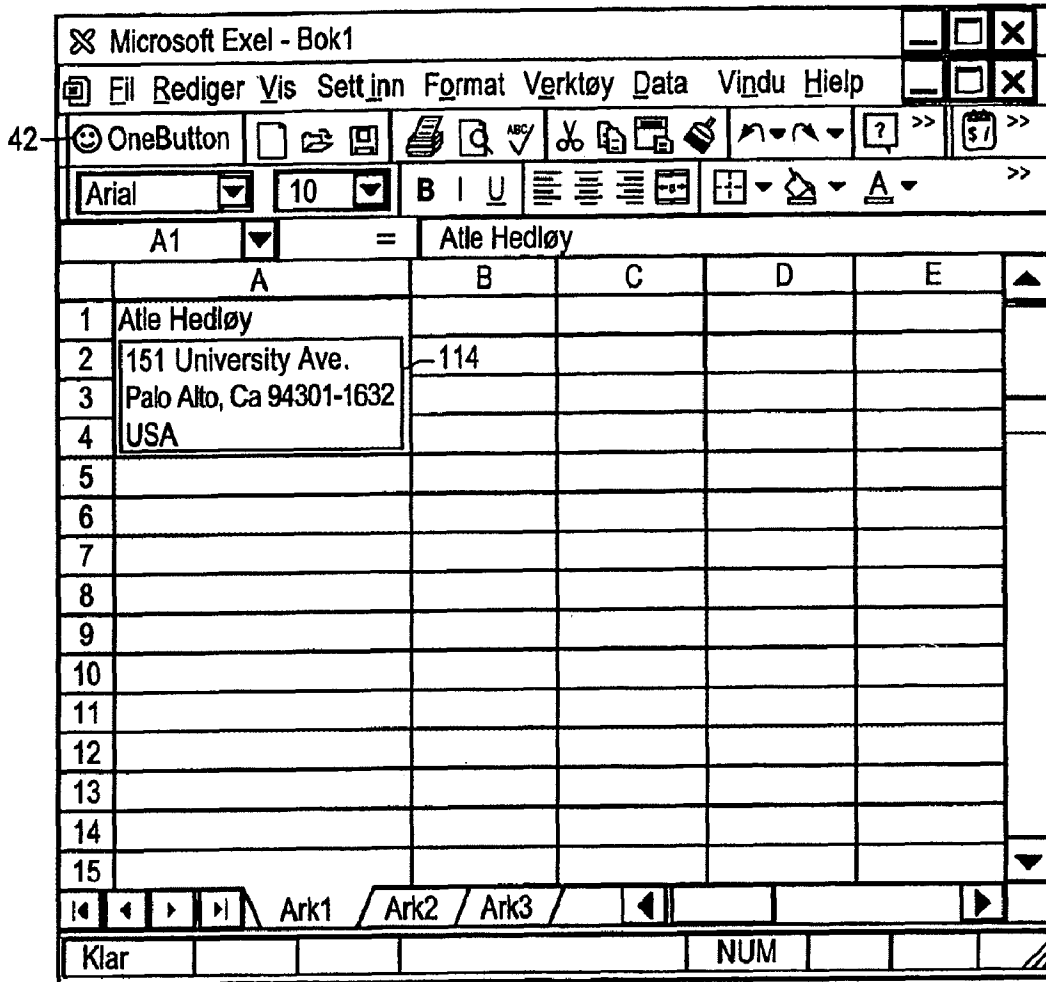 Microsoft Exel - Bok1
Fil Rediger Vis Sett inn Format Verktøy Data Vindu Hielp
42 OneButton ABC ? >> $ >>
Arial 10 B I U A >>
A1 = Atle Hedløy
A B C D E
1 Atle Hedløy
2 151 University Ave. 114
3 Palo Alto, Ca 94301-1632
4 USA
5
6
7
8
9
10
11
12
13
14
15
Ark1 Ark2 Ark3
Klar NUM